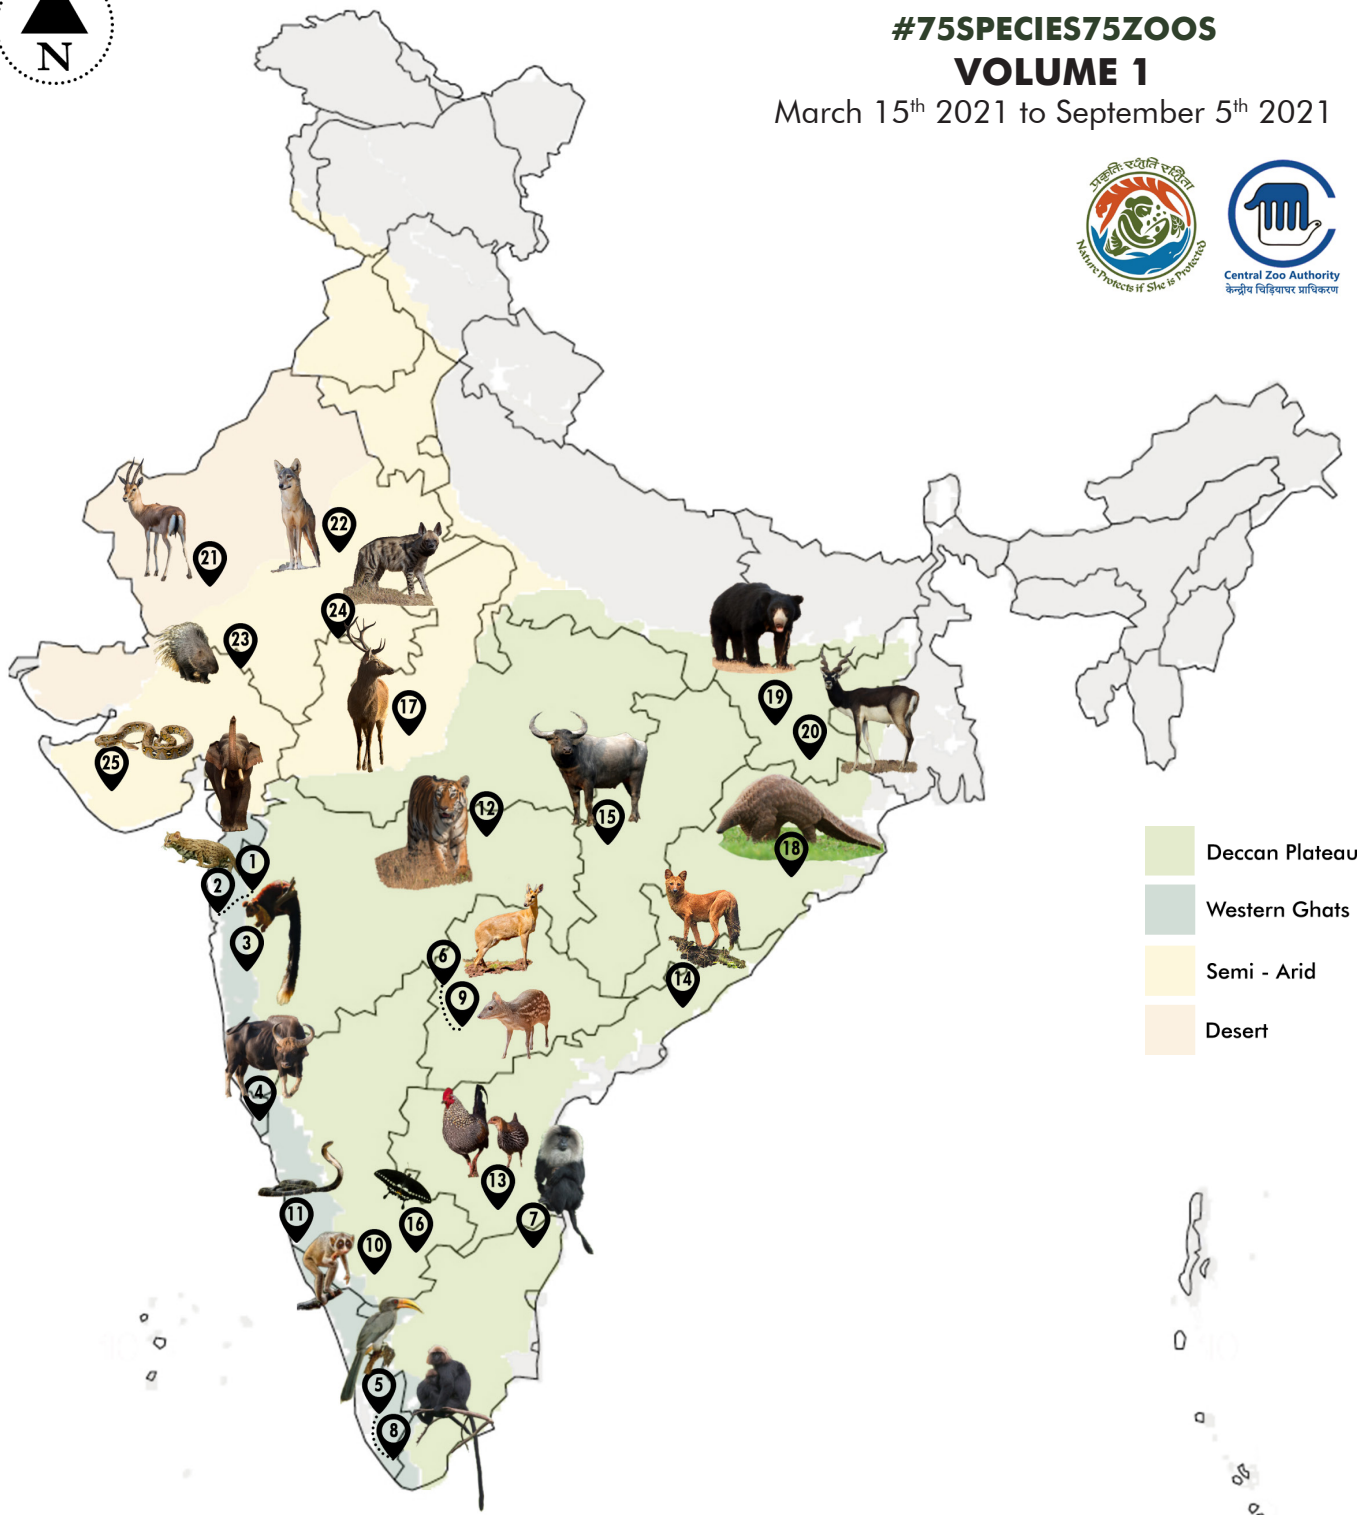 N
#75SPECIES75ZOOS
VOLUME 1
March 15th 2021 to September 5th 2021
प्रकृतिः रक्षति रक्षिता
Nature Protects if She is Protected
Central Zoo Authority
केन्द्रीय चिड़ियाघर प्राधिकरण
22
21
24
23
17
19
20
25
12
15
18
1
2
3
6
9
14
4
13
7
11
16
10
5
8
Deccan Plateau
Western Ghats
Semi - Arid
Desert